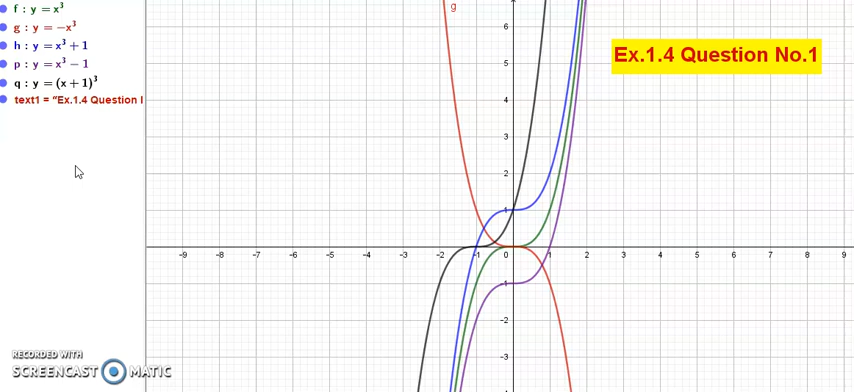 f : y = x³
g : y = −x³
h : y = x³ + 1
p : y = x³ − 1
q : y = (x + 1)³
text1 = "Ex.1.4 Question I
g
Ex.1.4 Question No.1
6
5
4
3
2
1
-9 -8 -7 -6 -5 -4 -3 -2 -1 0 1 2 3 4 5 6 7 8 9
-1
-2
-3
RECORDED WITH
SCREENCAST MATIC